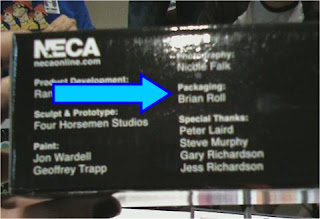 NECA
necaonline.com
Product Development:
Sculpt & Prototype:
Four Horsemen Studios
Paint:
Jon Wardell
Geoffrey Trapp
Photography:
Nicole Falk
Packaging:
Brian Roll
Special Thanks:
Peter Laird
Steve Murphy
Gary Richardson
Jess Richardson